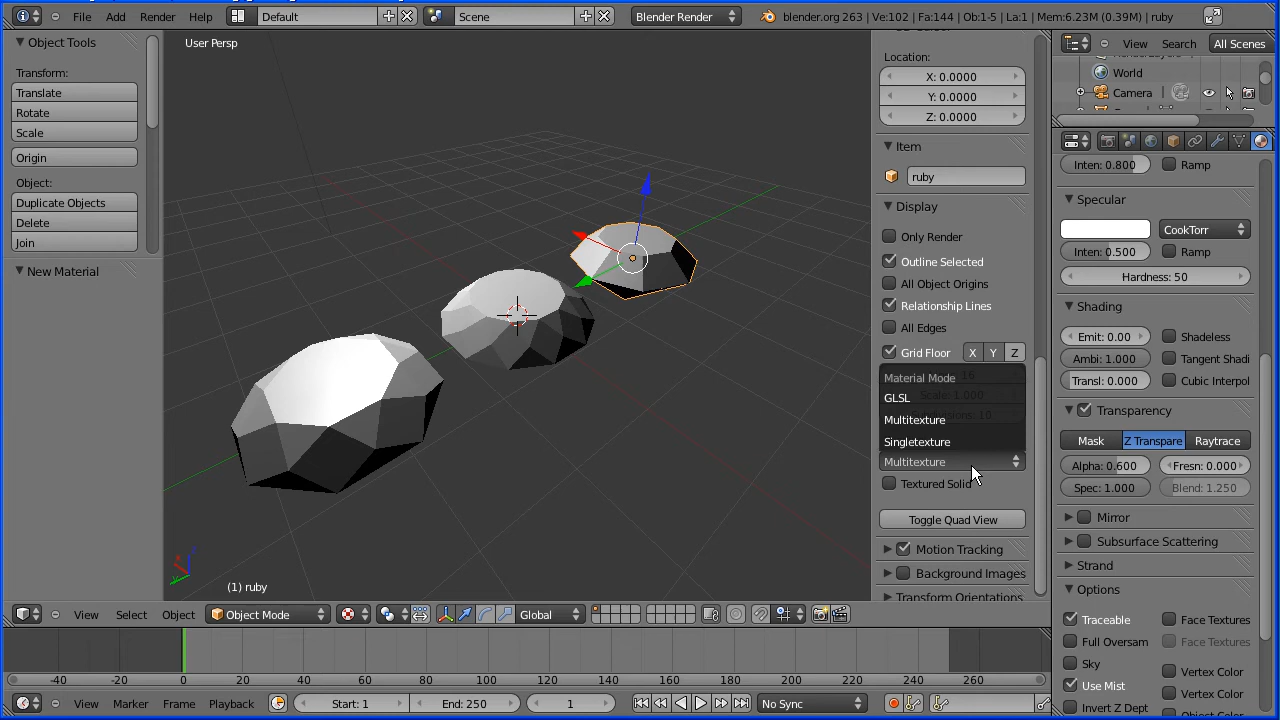 File
Add
Render
Help
Default
Scene
Blender Render
blender.org 263 | Ve:102 | Fa:144 | Ob:1-5 | La:1 | Mem:6.23M (0.39M) | ruby
Object Tools
Transform:
Translate
Rotate
Scale
Origin
Object:
Duplicate Objects
Delete
Join
New Material
User Persp
(1) ruby
Location:
X: 0.0000
Y: 0.0000
Z: 0.0000
Item
ruby
Display
Only Render
Outline Selected
All Object Origins
Relationship Lines
All Edges
Grid Floor
X
Y
Z
Material Mode
GLSL
Multitexture
Singletexture
Multitexture
Textured Solid
Toggle Quad View
Motion Tracking
Background Images
Transform Orientations
View
Search
All Scenes
World
Camera
Inten: 0.800
Ramp
Specular
CookTorr
Inten: 0.500
Ramp
Hardness: 50
Shading
Emit: 0.00
Shadeless
Ambi: 1.000
Tangent Shadi
Transl: 0.000
Cubic Interpol
Transparency
Mask
Z Transpare
Raytrace
Alpha: 0.600
Fresn: 0.000
Spec: 1.000
Blend: 1.250
Mirror
Subsurface Scattering
Strand
Options
Traceable
Face Textures
Full Oversam
Face Textures
Sky
Vertex Color
Use Mist
Vertex Color
Invert Z Dept
Object Color
View
Select
Object
Object Mode
Global
-40 -20 0 20 40 60 80 100 120 140 160 180 200 220 240 260
View
Marker
Frame
Playback
Start: 1
End: 250
1
No Sync